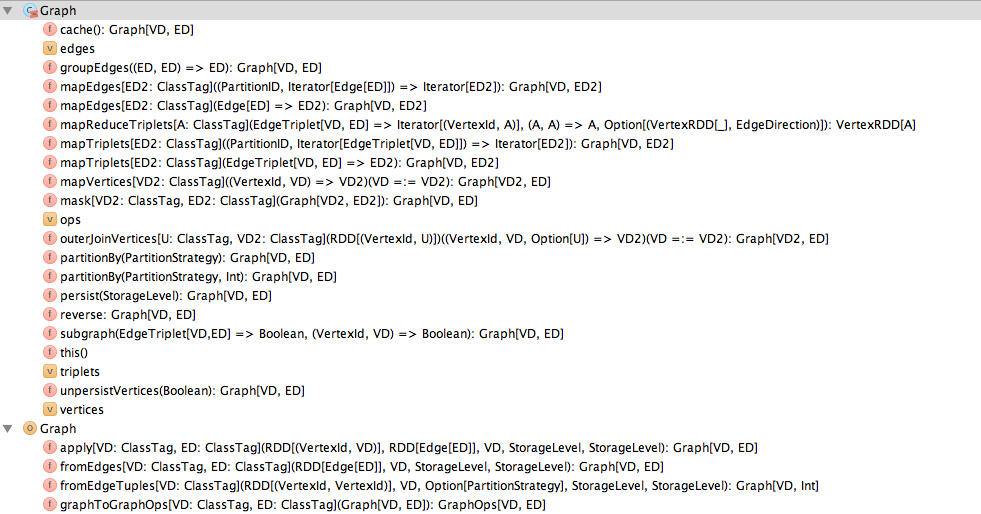 Graph
cache(): Graph[VD, ED]
edges
groupEdges((ED, ED) => ED): Graph[VD, ED]
mapEdges[ED2: ClassTag]((PartitionID, Iterator[Edge[ED]]) => Iterator[ED2]): Graph[VD, ED2]
mapEdges[ED2: ClassTag](Edge[ED] => ED2): Graph[VD, ED2]
mapReduceTriplets[A: ClassTag](EdgeTriplet[VD, ED] => Iterator[(VertexId, A)], (A, A) => A, Option[(VertexRDD[_], EdgeDirection)]): VertexRDD[A]
mapTriplets[ED2: ClassTag]((PartitionID, Iterator[EdgeTriplet[VD, ED]]) => Iterator[ED2]): Graph[VD, ED2]
mapTriplets[ED2: ClassTag](EdgeTriplet[VD, ED] => ED2): Graph[VD, ED2]
mapVertices[VD2: ClassTag]((VertexId, VD) => VD2)(VD =:= VD2): Graph[VD2, ED]
mask[VD2: ClassTag, ED2: ClassTag](Graph[VD2, ED2]): Graph[VD, ED]
ops
outerJoinVertices[U: ClassTag, VD2: ClassTag](RDD[(VertexId, U)])((VertexId, VD, Option[U]) => VD2)(VD =:= VD2): Graph[VD2, ED]
partitionBy(PartitionStrategy): Graph[VD, ED]
partitionBy(PartitionStrategy, Int): Graph[VD, ED]
persist(StorageLevel): Graph[VD, ED]
reverse: Graph[VD, ED]
subgraph(EdgeTriplet[VD,ED] => Boolean, (VertexId, VD) => Boolean): Graph[VD, ED]
this()
triplets
unpersistVertices(Boolean): Graph[VD, ED]
vertices
Graph
apply[VD: ClassTag, ED: ClassTag](RDD[(VertexId, VD)], RDD[Edge[ED]], VD, StorageLevel, StorageLevel): Graph[VD, ED]
fromEdges[VD: ClassTag, ED: ClassTag](RDD[Edge[ED]], VD, StorageLevel, StorageLevel): Graph[VD, ED]
fromEdgeTuples[VD: ClassTag](RDD[(VertexId, VertexId)], VD, Option[PartitionStrategy], StorageLevel, StorageLevel): Graph[VD, Int]
graphToGraphOps[VD: ClassTag, ED: ClassTag](Graph[VD, ED]): GraphOps[VD, ED]